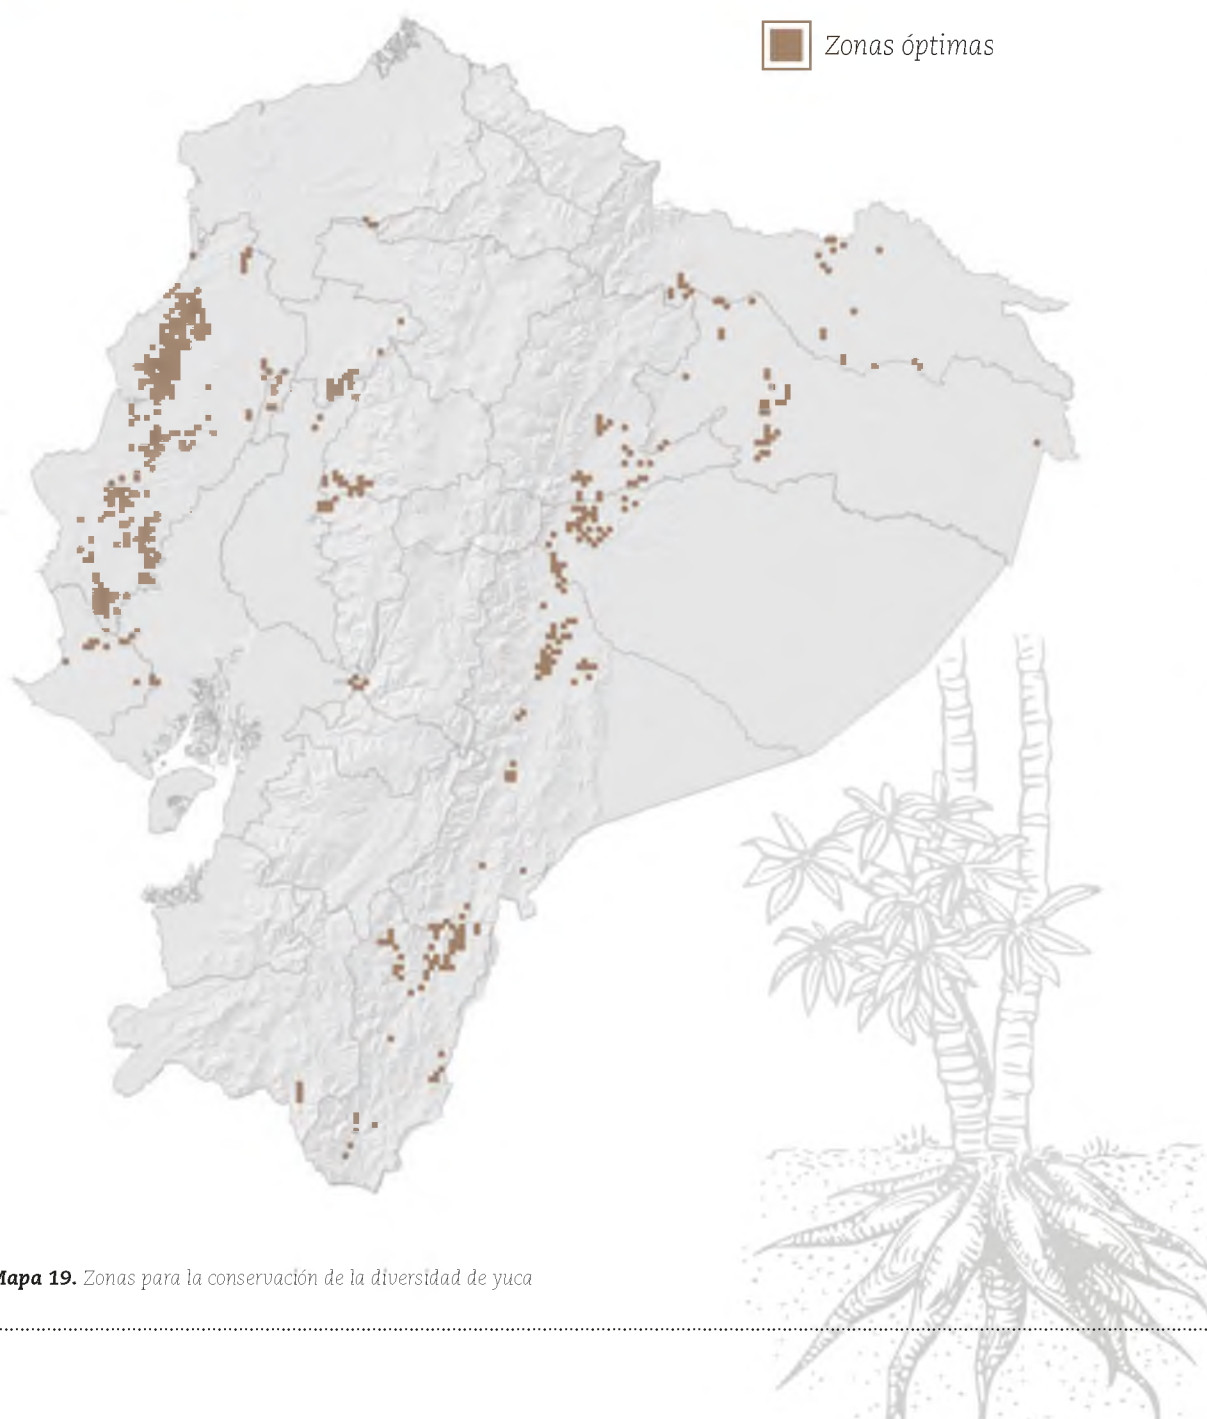 Zonas óptimas
Mapa 19. Zonas para la conservación de la diversidad de yuca